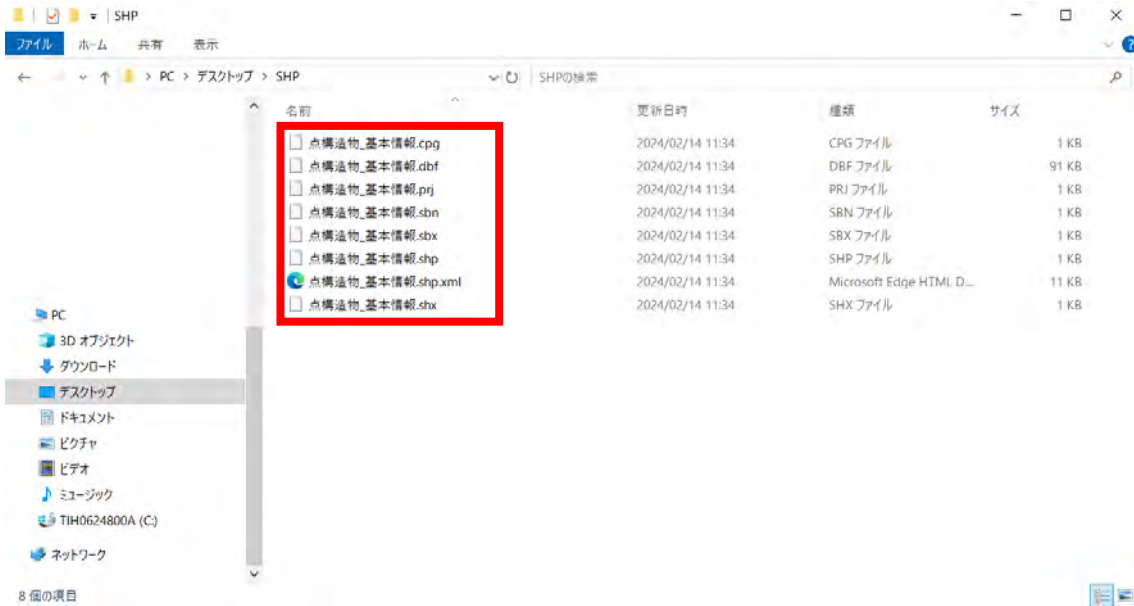 SHP
ファイル ホーム 共有 表示
PC > デスクトップ > SHP SHPの検索
名前 更新日時 種類 サイズ
点構造物_基本情報.cpg 2024/02/14 11:34 CPG ファイル 1 KB
点構造物_基本情報.dbf 2024/02/14 11:34 DBF ファイル 91 KB
点構造物_基本情報.prj 2024/02/14 11:34 PRJ ファイル 1 KB
点構造物_基本情報.sbn 2024/02/14 11:34 SBN ファイル 1 KB
点構造物_基本情報.sbx 2024/02/14 11:34 SBX ファイル 1 KB
点構造物_基本情報.shp 2024/02/14 11:34 SHP ファイル 1 KB
点構造物_基本情報.shp.xml 2024/02/14 11:34 Microsoft Edge HTML D... 11 KB
点構造物_基本情報.shx 2024/02/14 11:34 SHX ファイル 1 KB
PC
3D オブジェクト
ダウンロード
デスクトップ
ドキュメント
ピクチャ
ビデオ
ミュージック
TIH0624800A (C:)
ネットワーク
8 個の項目